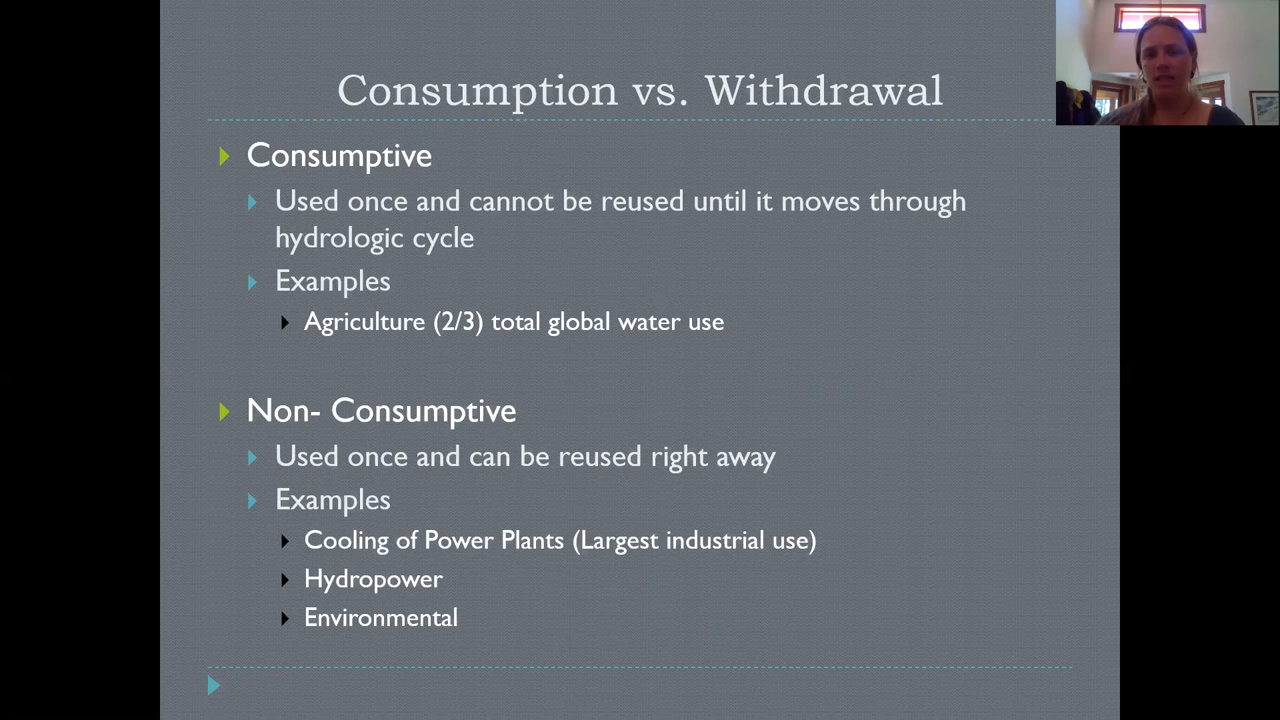 Consumption vs. Withdrawal
Consumptive
Used once and cannot be reused until it moves through
hydrologic cycle
Examples
Agriculture (2/3) total global water use
Non- Consumptive
Used once and can be reused right away
Examples
Cooling of Power Plants (Largest industrial use)
Hydropower
Environmental